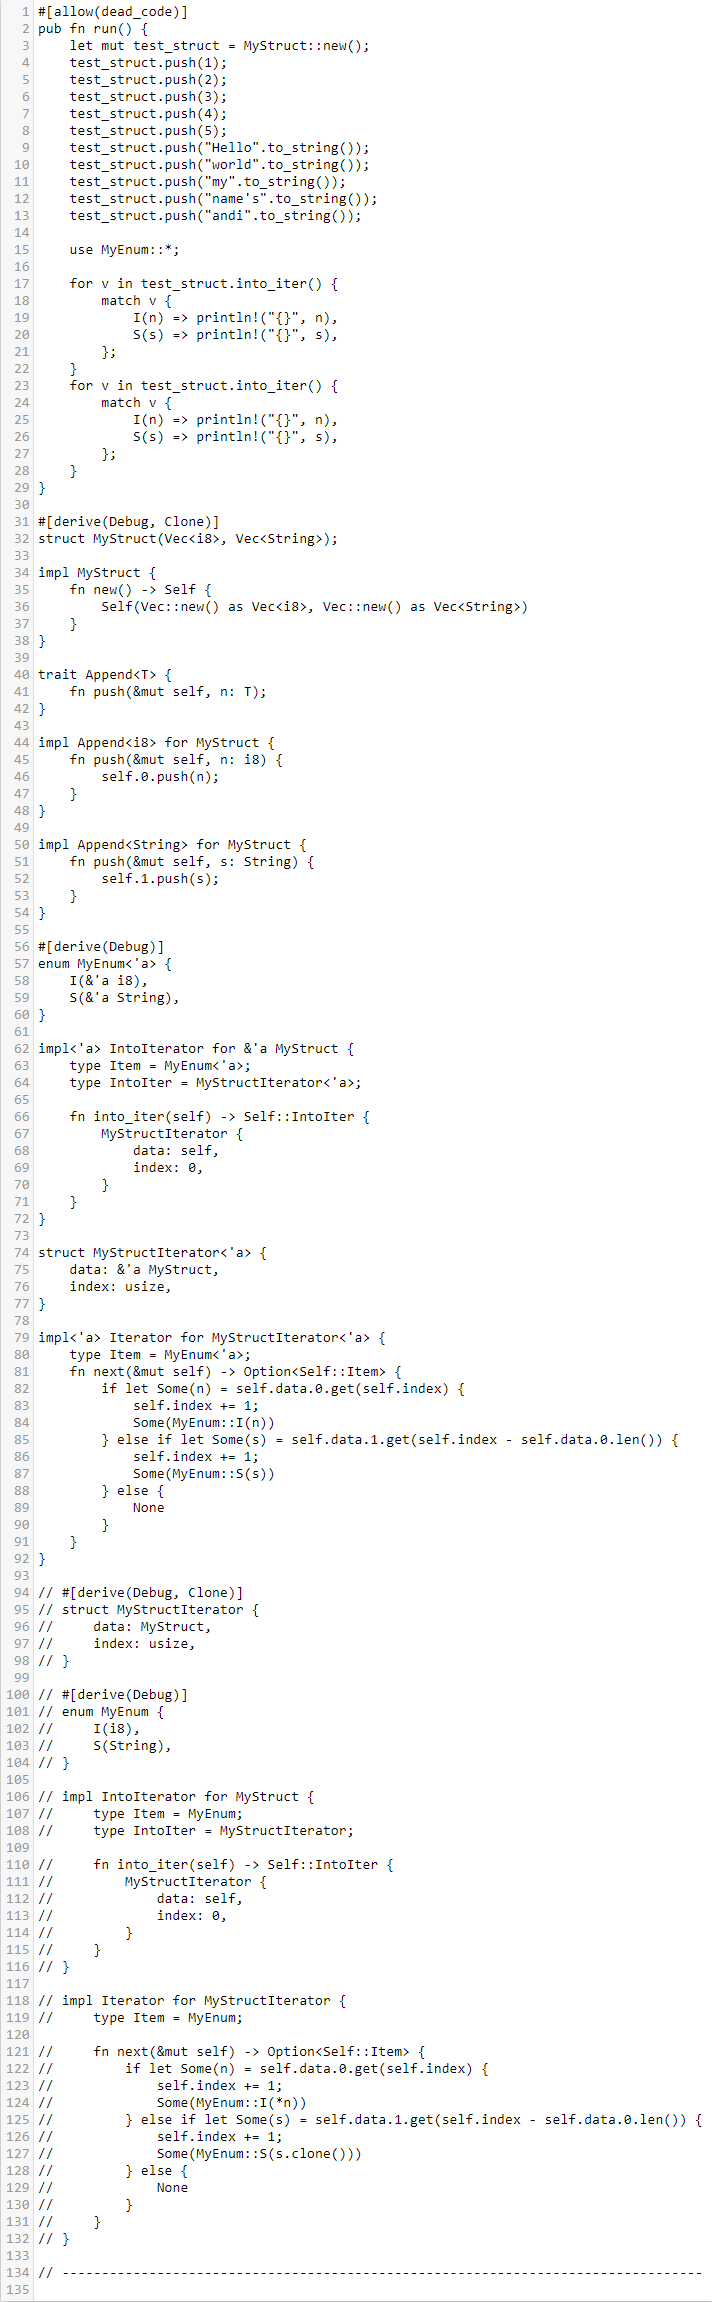 1 #[allow(dead_code)]
2 pub fn run() {
3     let mut test_struct = MyStruct::new();
4     test_struct.push(1);
5     test_struct.push(2);
6     test_struct.push(3);
7     test_struct.push(4);
8     test_struct.push(5);
9     test_struct.push("Hello".to_string());
10     test_struct.push("world".to_string());
11     test_struct.push("my".to_string());
12     test_struct.push("name's".to_string());
13     test_struct.push("andi".to_string());
14
15     use MyEnum::*;
16
17     for v in test_struct.into_iter() {
18         match v {
19             I(n) => println!("{}", n),
20             S(s) => println!("{}", s),
21         };
22     }
23     for v in test_struct.into_iter() {
24         match v {
25             I(n) => println!("{}", n),
26             S(s) => println!("{}", s),
27         };
28     }
29 }
30
31 #[derive(Debug, Clone)]
32 struct MyStruct(Vec<i8>, Vec<String>);
33
34 impl MyStruct {
35     fn new() -> Self {
36         Self(Vec::new() as Vec<i8>, Vec::new() as Vec<String>)
37     }
38 }
39
40 trait Append<T> {
41     fn push(&mut self, n: T);
42 }
43
44 impl Append<i8> for MyStruct {
45     fn push(&mut self, n: i8) {
46         self.0.push(n);
47     }
48 }
49
50 impl Append<String> for MyStruct {
51     fn push(&mut self, s: String) {
52         self.1.push(s);
53     }
54 }
55
56 #[derive(Debug)]
57 enum MyEnum<'a> {
58     I(&'a i8),
59     S(&'a String),
60 }
61
62 impl<'a> IntoIterator for &'a MyStruct {
63     type Item = MyEnum<'a>;
64     type IntoIter = MyStructIterator<'a>;
65
66     fn into_iter(self) -> Self::IntoIter {
67         MyStructIterator {
68             data: self,
69             index: 0,
70         }
71     }
72 }
73
74 struct MyStructIterator<'a> {
75     data: &'a MyStruct,
76     index: usize,
77 }
78
79 impl<'a> Iterator for MyStructIterator<'a> {
80     type Item = MyEnum<'a>;
81     fn next(&mut self) -> Option<Self::Item> {
82         if let Some(n) = self.data.0.get(self.index) {
83             self.index += 1;
84             Some(MyEnum::I(n))
85         } else if let Some(s) = self.data.1.get(self.index - self.data.0.len()) {
86             self.index += 1;
87             Some(MyEnum::S(s))
88         } else {
89             None
90         }
91     }
92 }
93
94 // #[derive(Debug, Clone)]
95 // struct MyStructIterator {
96 //     data: MyStruct,
97 //     index: usize,
98 // }
99
100 // #[derive(Debug)]
101 // enum MyEnum {
102 //     I(i8),
103 //     S(String),
104 // }
105
106 // impl IntoIterator for MyStruct {
107 //     type Item = MyEnum;
108 //     type IntoIter = MyStructIterator;
109
110 //     fn into_iter(self) -> Self::IntoIter {
111 //         MyStructIterator {
112 //             data: self,
113 //             index: 0,
114 //         }
115 //     }
116 // }
117
118 // impl Iterator for MyStructIterator {
119 //     type Item = MyEnum;
120
121 //     fn next(&mut self) -> Option<Self::Item> {
122 //         if let Some(n) = self.data.0.get(self.index) {
123 //             self.index += 1;
124 //             Some(MyEnum::I(*n))
125 //         } else if let Some(s) = self.data.1.get(self.index - self.data.0.len()) {
126 //             self.index += 1;
127 //             Some(MyEnum::S(s.clone()))
128 //         } else {
129 //             None
130 //         }
131 //     }
132 // }
133
134 // ---------------------------------------------------------------------------------
135